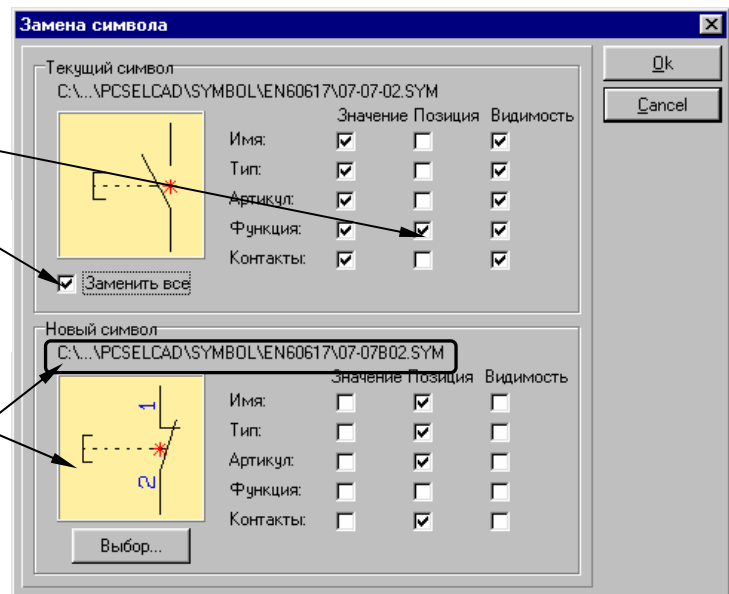 Замена символа
Текущий символ
C:\...\PCSELCAD\SYMBOL\EN60617\07-07-02.SYM
Значение Позиция Видимость
Имя:
Тип:
Артикул:
Функция:
Контакты:
Заменить все
Новый символ
C:\...\PCSELCAD\SYMBOL\EN60617\07-07B02.SYM
Значение Позиция Видимость
1
2
Имя:
Тип:
Артикул:
Функция:
Контакты:
Выбор...
Ok
Cancel